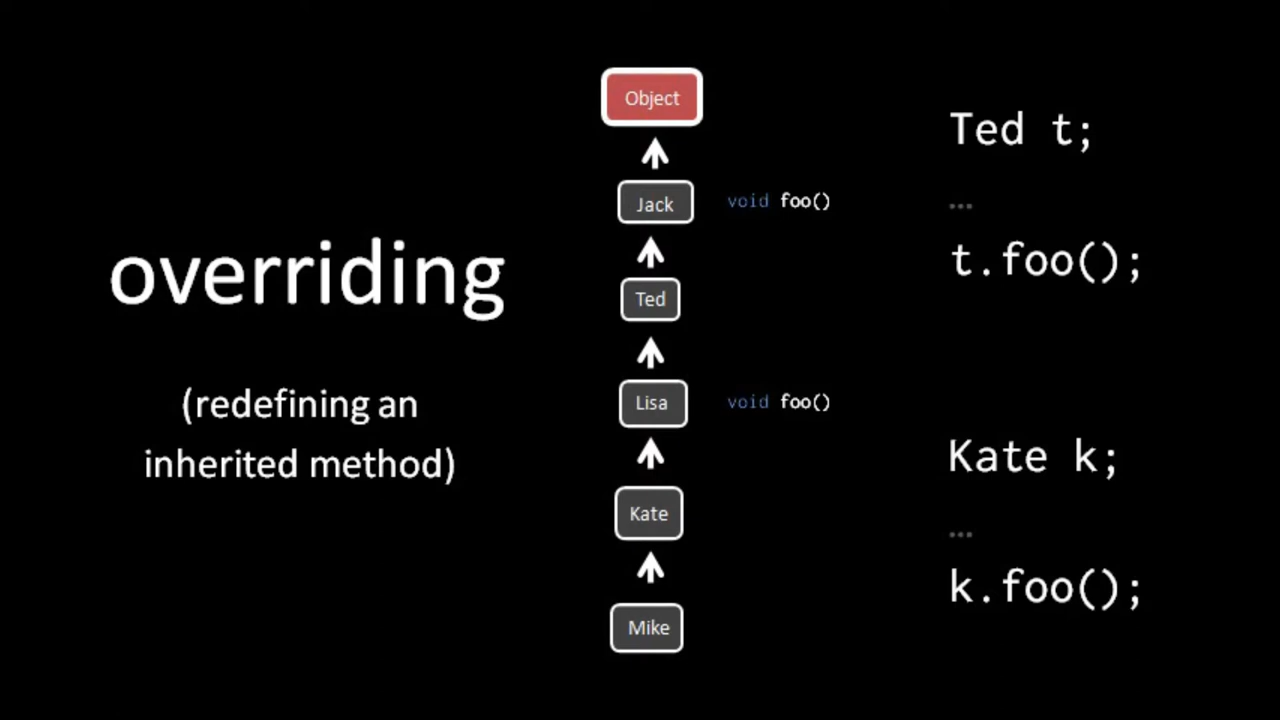 overriding
(redefining an
inherited method)
Object
Jack
void foo()
Ted
Lisa
void foo()
Kate
Mike
Ted t;
...
t.foo();
Kate k;
...
k.foo();